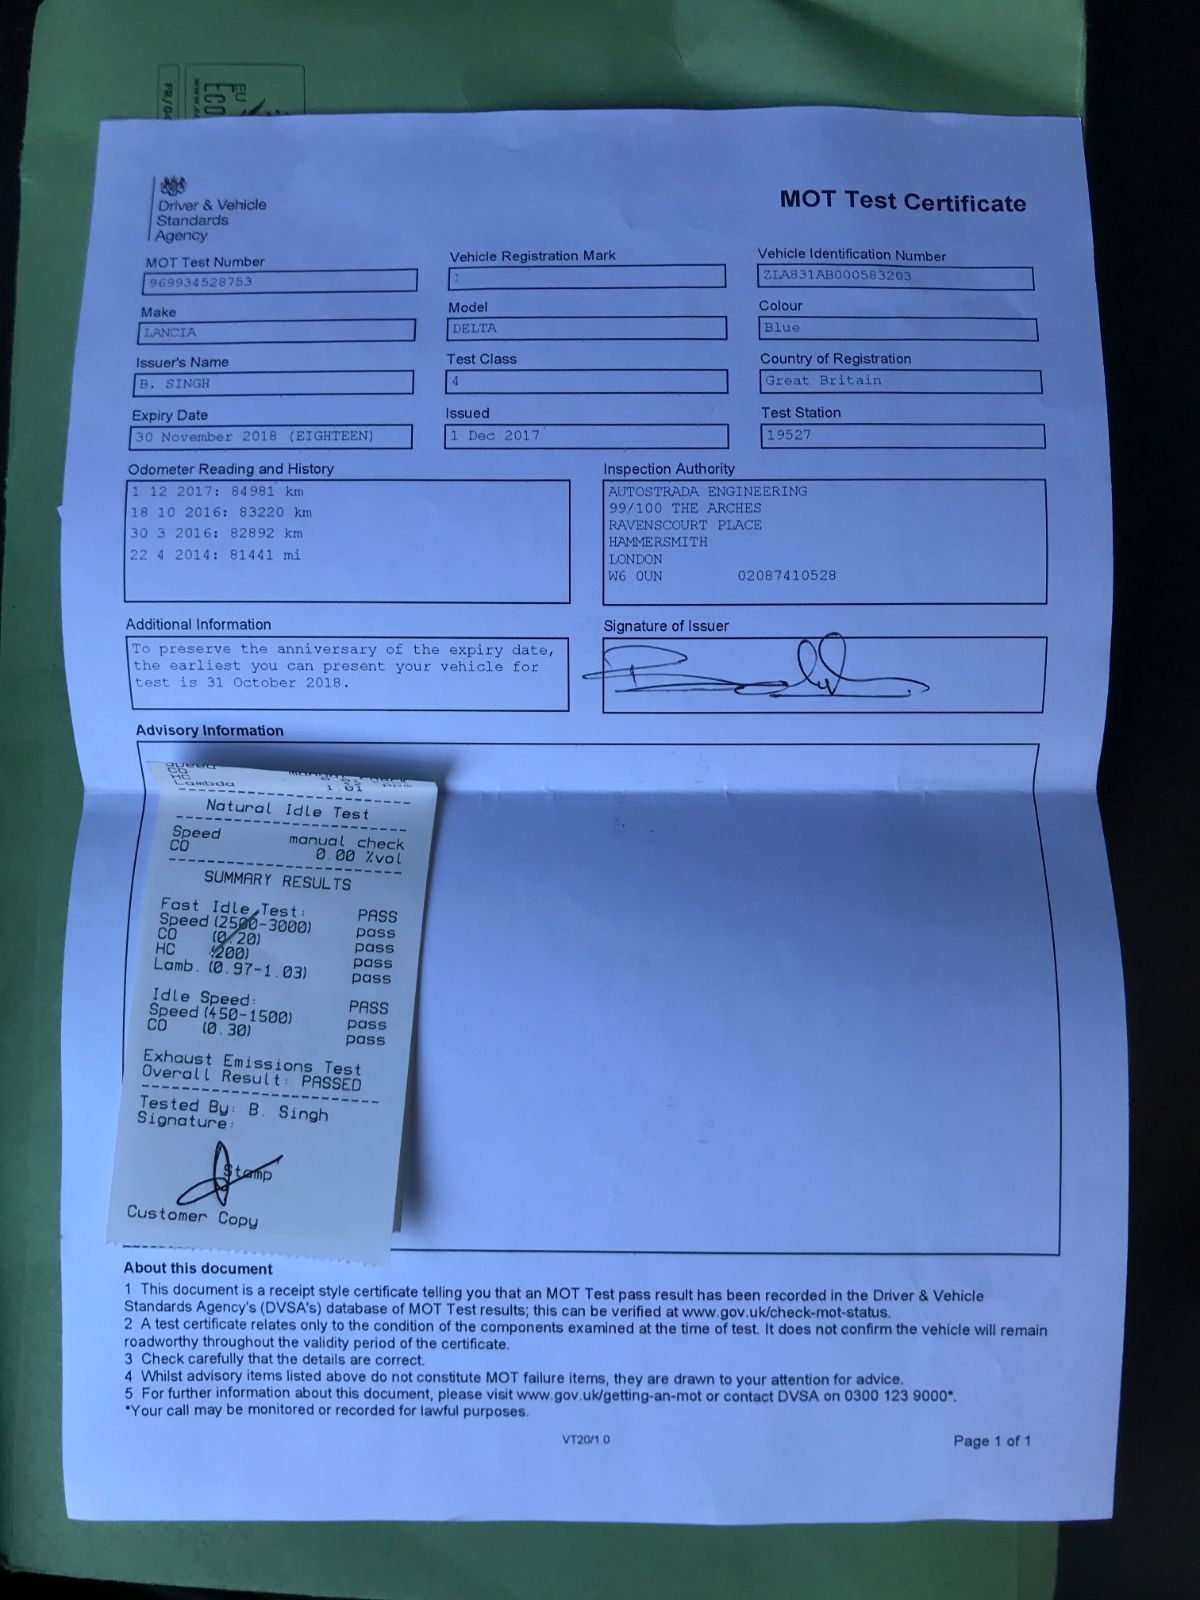 EU
ECO
www.
FR/0
Driver & Vehicle
Standards
Agency
MOT Test Certificate
MOT Test Number
969934528753
Vehicle Registration Mark
Vehicle Identification Number
ZLA831AB000583203
Make
LANCIA
Model
DELTA
Colour
Blue
Issuer's Name
B. SINGH
Test Class
4
Country of Registration
Great Britain
Expiry Date
30 November 2018 (EIGHTEEN)
Issued
1 Dec 2017
Test Station
19527
Odometer Reading and History
1 12 2017: 84981 km
18 10 2016: 83220 km
30 3 2016: 82892 km
22 4 2014: 81441 mi
Inspection Authority
AUTOSTRADA ENGINEERING
99/100 THE ARCHES
RAVENSCOURT PLACE
HAMMERSMITH
LONDON
W6 0UN 02087410528
Additional Information
To preserve the anniversary of the expiry date,
the earliest you can present your vehicle for
test is 31 October 2018.
Signature of Issuer
Advisory Information
CO
HC
Lambda 1.01
Natural Idle Test
Speed manual check
CO 0.00 %vol
SUMMARY RESULTS
Fast Idle Test: PASS
Speed (2500-3000) pass
CO (0.20) pass
HC (200) pass
Lamb. (0.97-1.03) pass
Idle Speed: PASS
Speed (450-1500) pass
CO (0.30) pass
Exhaust Emissions Test
Overall Result: PASSED
Tested By: B. Singh
Signature:
Stamp
Customer Copy
About this document
1 This document is a receipt style certificate telling you that an MOT Test pass result has been recorded in the Driver & Vehicle
Standards Agency's (DVSA's) database of MOT Test results; this can be verified at www.gov.uk/check-mot-status.
2 A test certificate relates only to the condition of the components examined at the time of test. It does not confirm the vehicle will remain
roadworthy throughout the validity period of the certificate.
3 Check carefully that the details are correct.
4 Whilst advisory items listed above do not constitute MOT failure items, they are drawn to your attention for advice.
5 For further information about this document, please visit www.gov.uk/getting-an-mot or contact DVSA on 0300 123 9000*.
*Your call may be monitored or recorded for lawful purposes.
VT20/1.0
Page 1 of 1